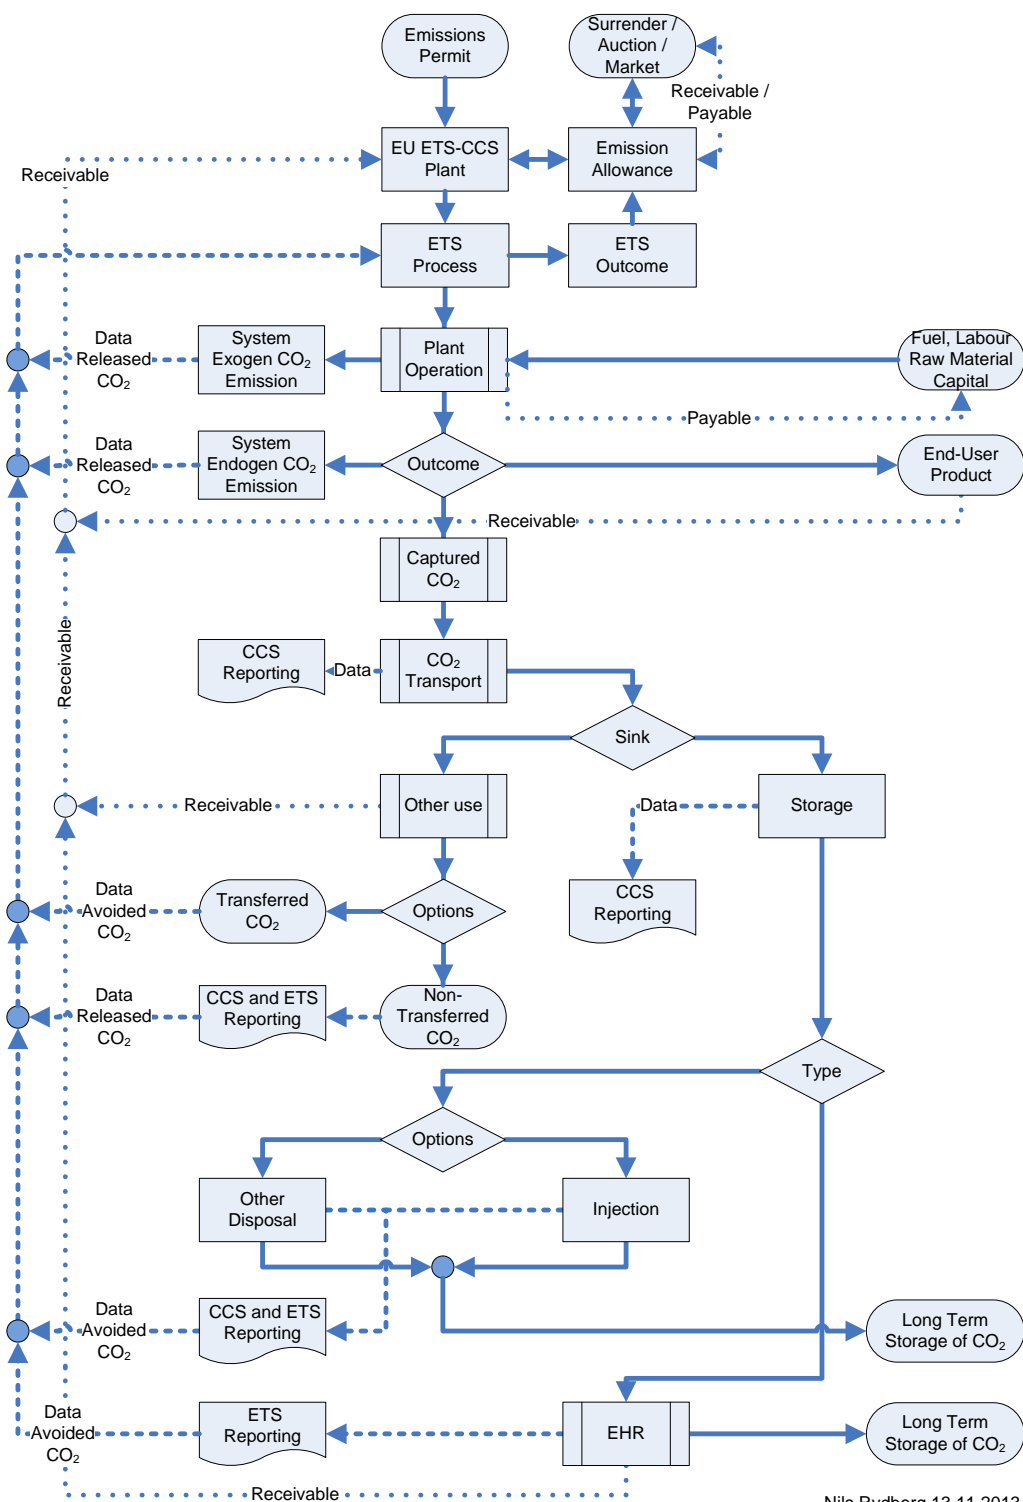 Emissions
Permit
Surrender /
Auction /
Market
Receivable /
Payable
EU ETS-CCS
Plant
Emission
Allowance
Receivable
ETS
Process
ETS
Outcome
Data
Released
CO₂
System
Exogen CO₂
Emission
Plant
Operation
Fuel, Labour
Raw Material
Capital
Payable
Data
Released
CO₂
System
Endogen CO₂
Emission
Outcome
End-User
Product
Receivable
Captured
CO₂
Receivable
CCS
Reporting
Data
CO₂
Transport
Sink
Receivable
Other use
Data
Storage
Data
Avoided
CO₂
Transferred
CO₂
Options
CCS
Reporting
Data
Released
CO₂
CCS and ETS
Reporting
Non-
Transferred
CO₂
Type
Options
Other
Disposal
Injection
Data
Avoided
CO₂
CCS and ETS
Reporting
Long Term
Storage of CO₂
Data
Avoided
CO₂
ETS
Reporting
EHR
Long Term
Storage of CO₂
Receivable
Nils Rydberg 13.11.2013